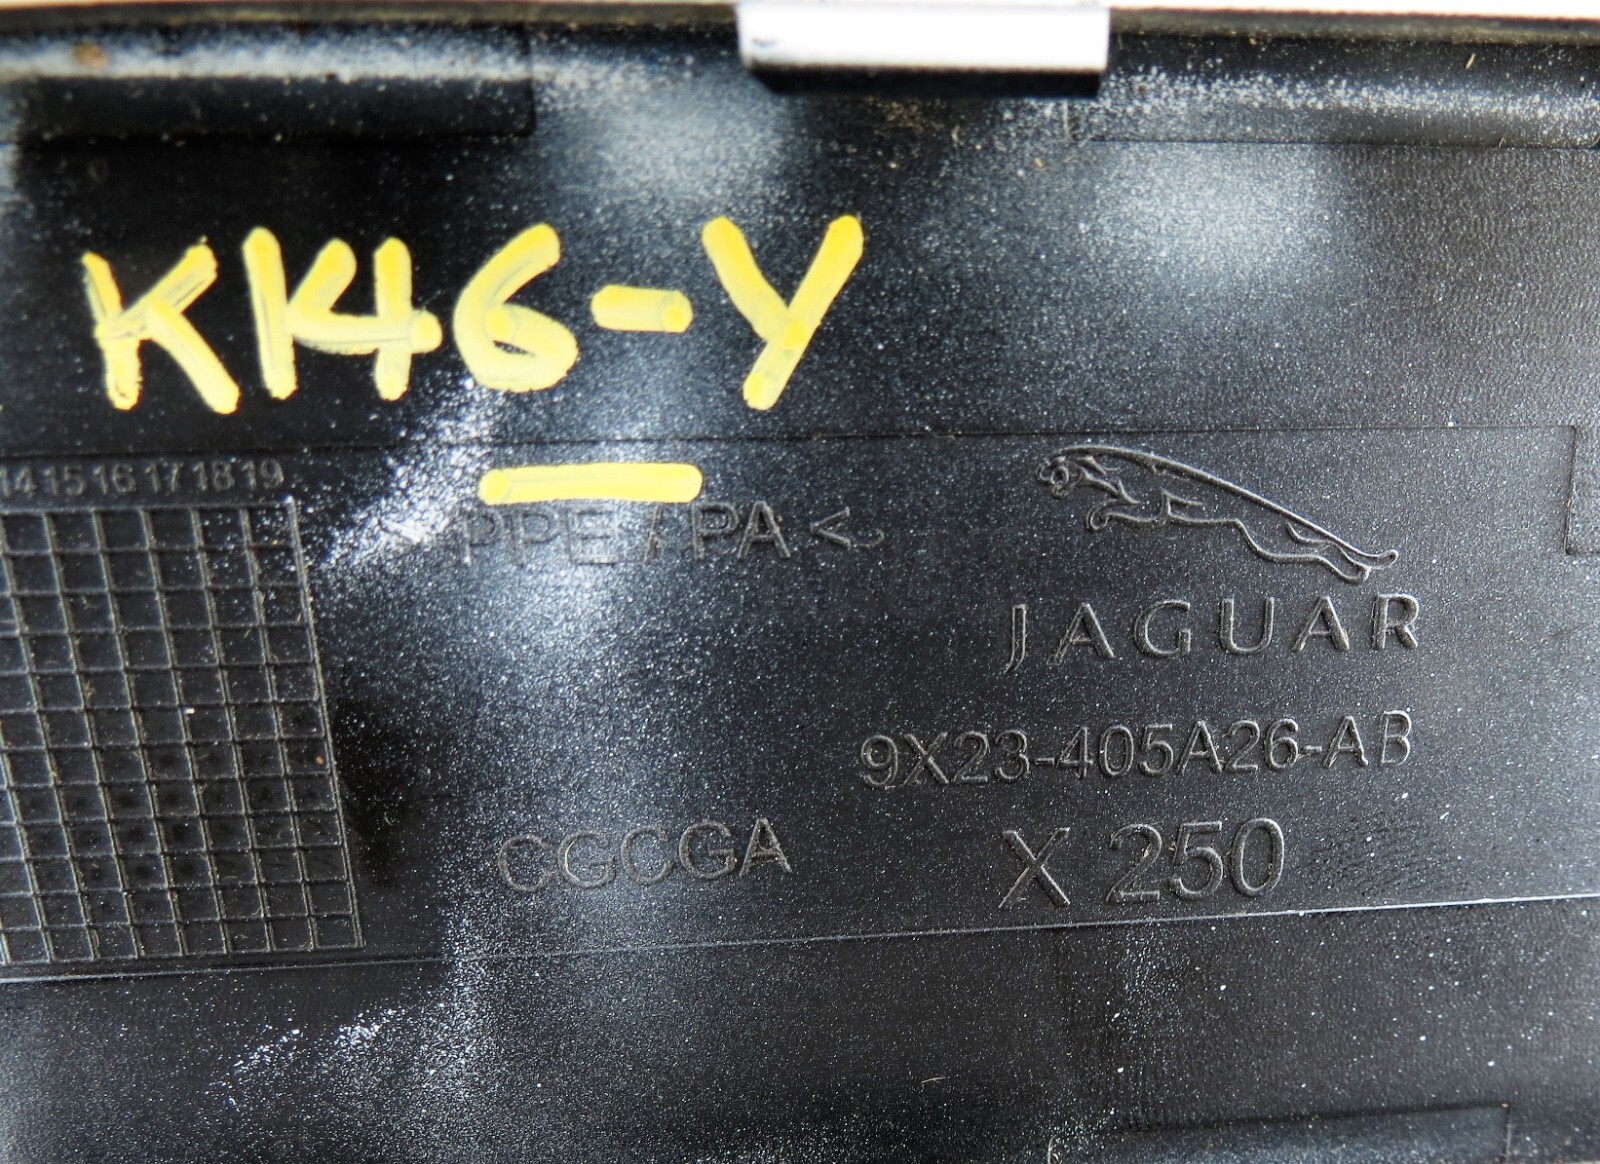 KK46-Y
141516171819
PPE / PA <
JAGUAR
9X23-405A26-AB
CGCGA
X 250